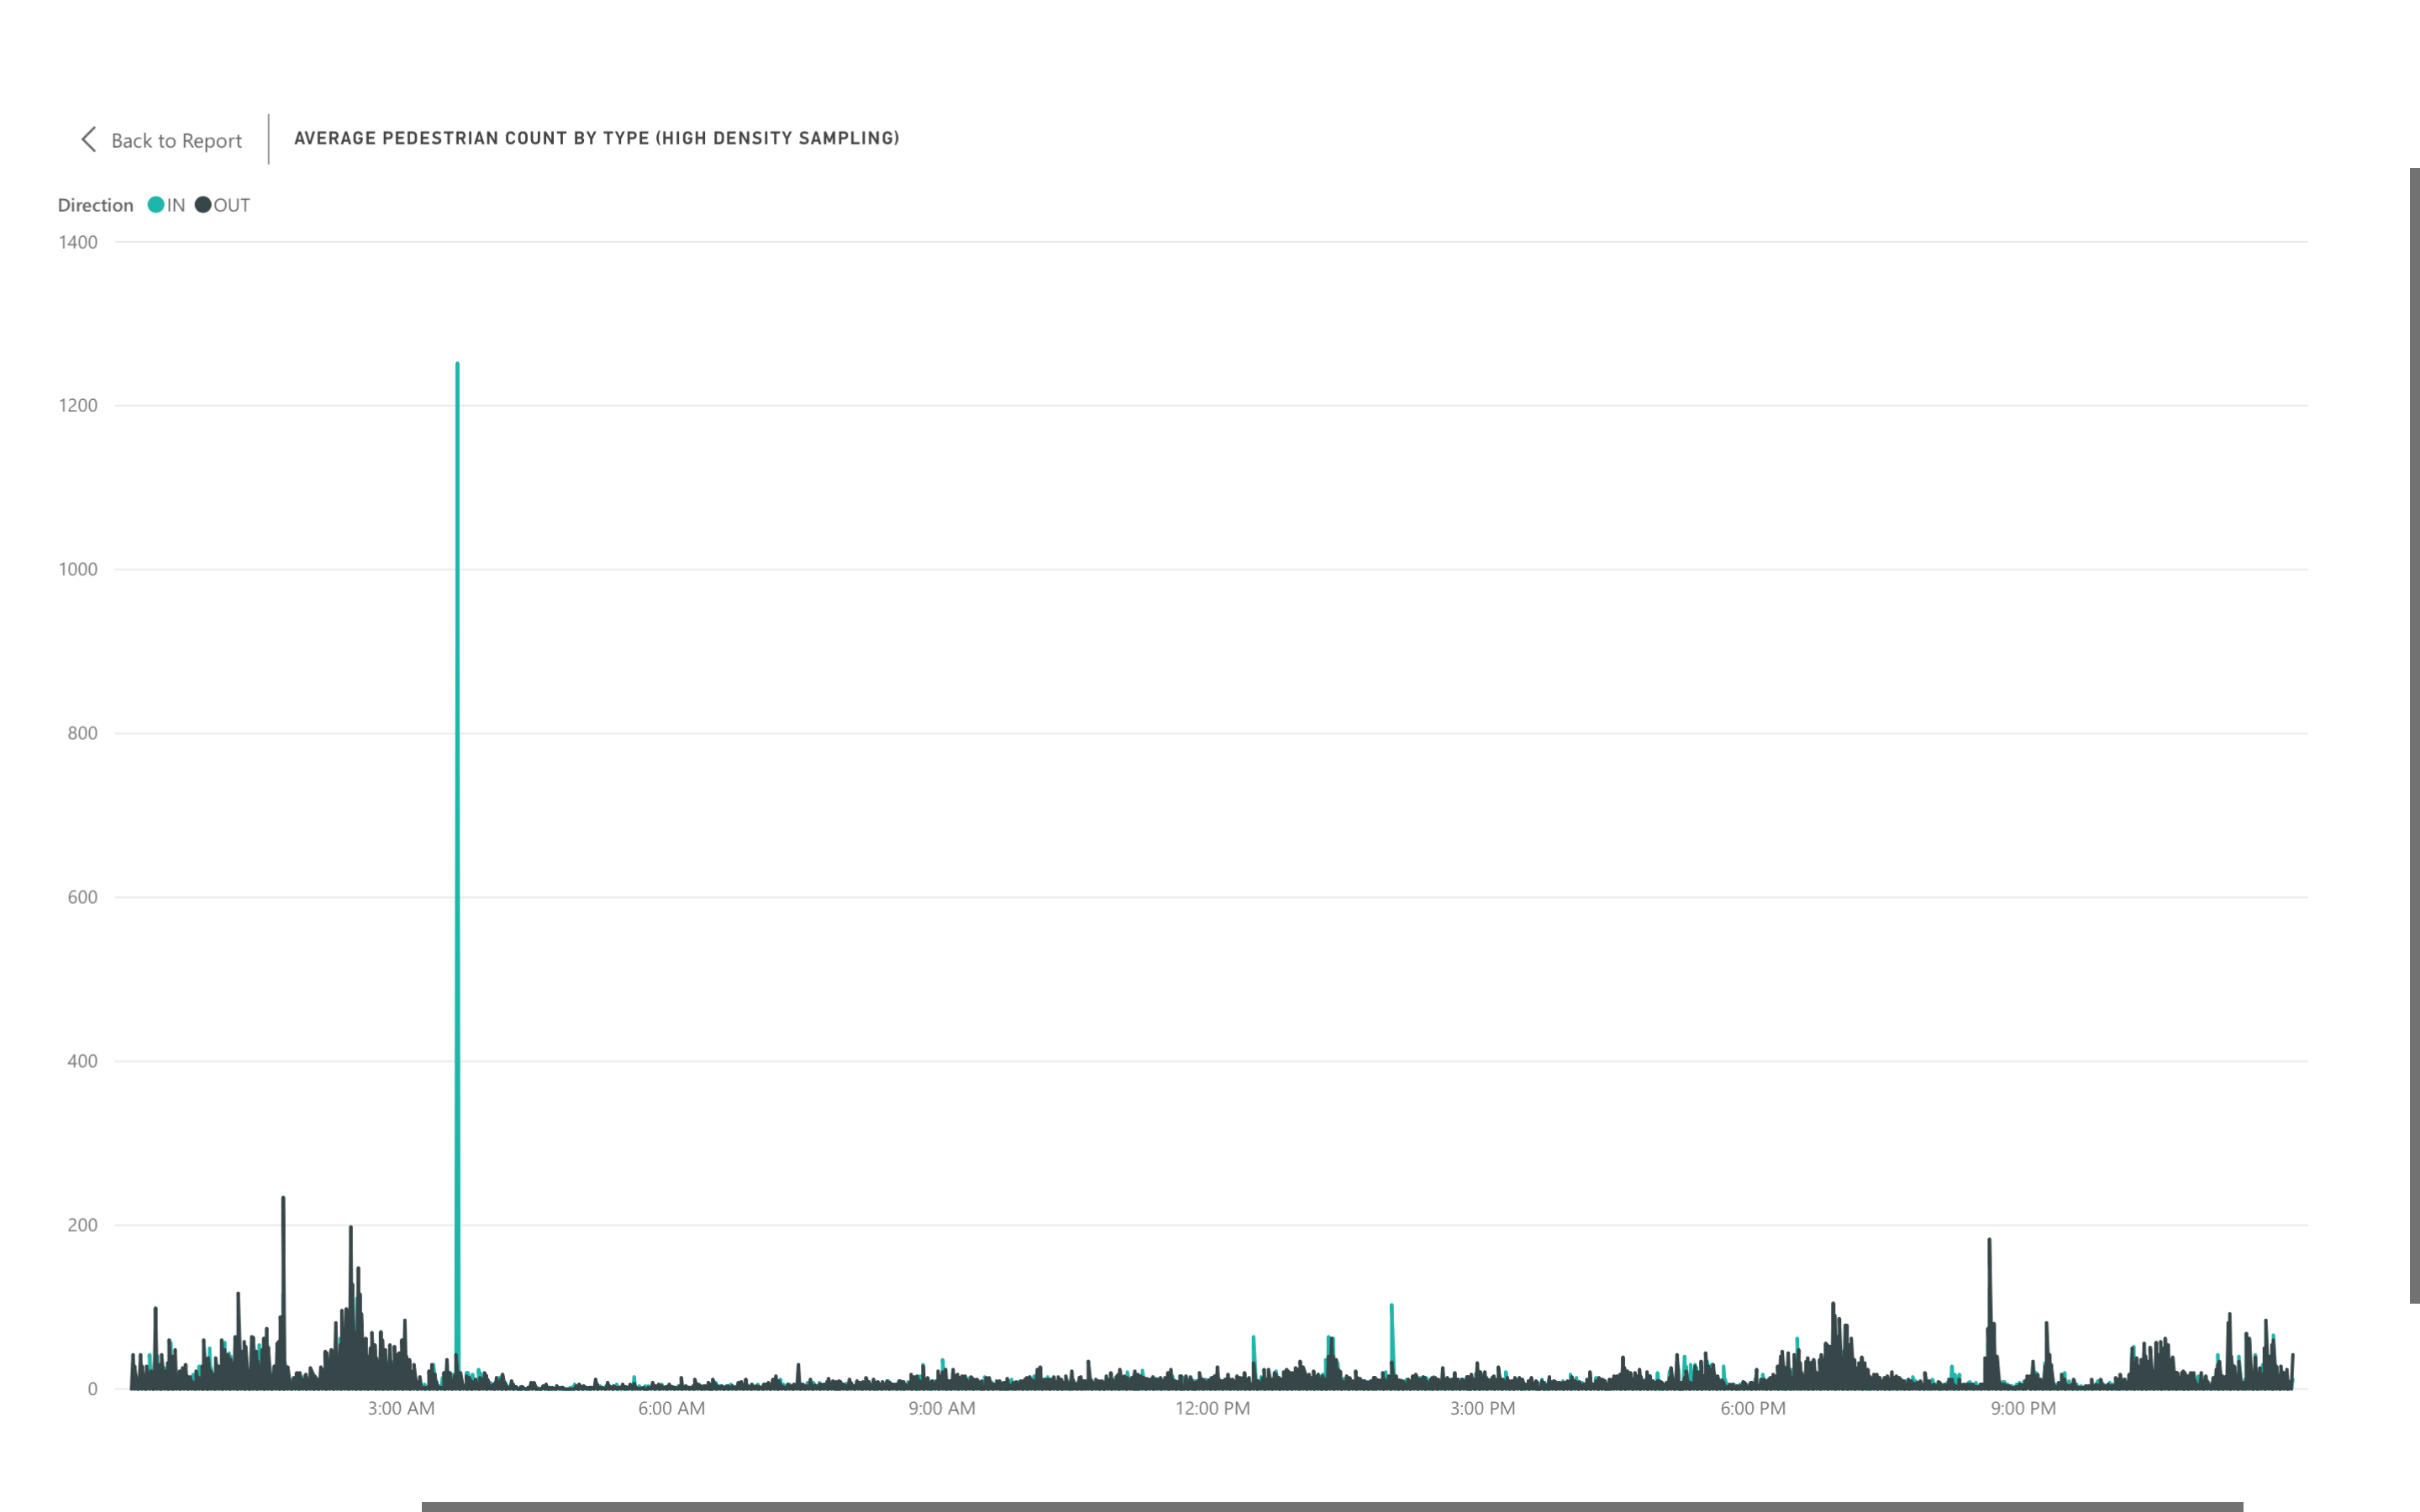 Back to Report
AVERAGE PEDESTRIAN COUNT BY TYPE (HIGH DENSITY SAMPLING)
Direction IN OUT
1400
1200
1000
800
600
400
200
0
3:00 AM 6:00 AM 9:00 AM 12:00 PM 3:00 PM 6:00 PM 9:00 PM